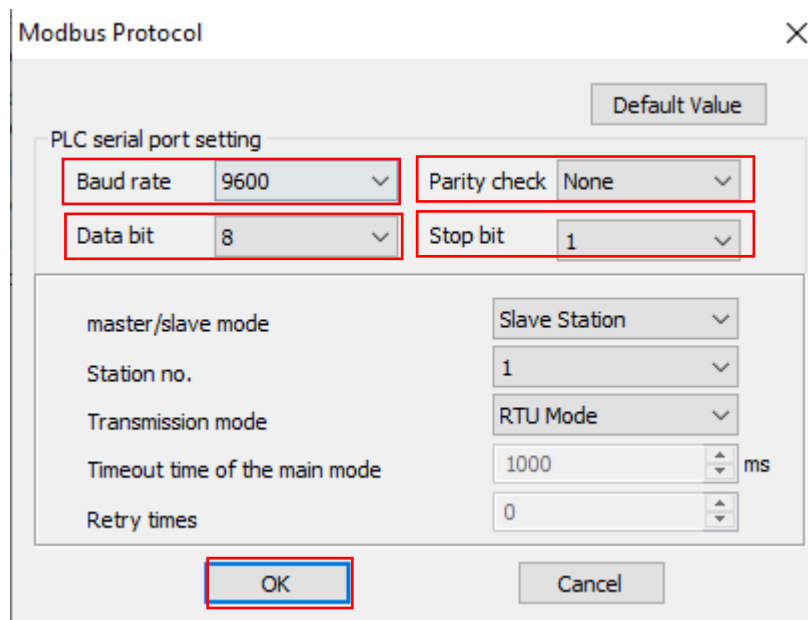 Modbus Protocol
Default Value
PLC serial port setting
Baud rate 9600 Parity check None
Data bit 8 Stop bit 1
master/slave mode Slave Station
Station no. 1
Transmission mode RTU Mode
Timeout time of the main mode 1000 ms
Retry times 0
OK Cancel